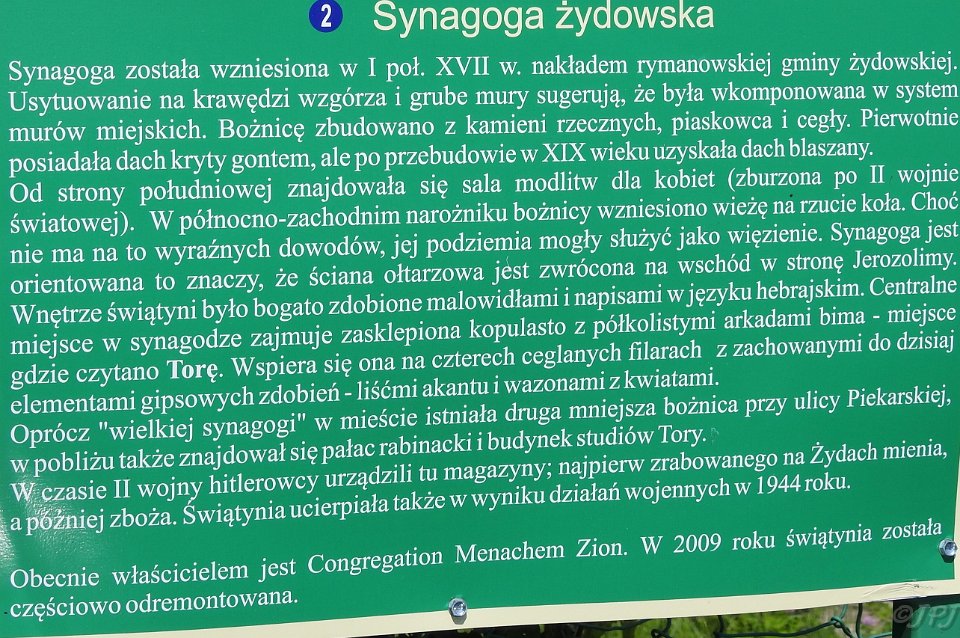 2 Synagoga żydowska
Synagoga została wzniesiona w I poł. XVII w. nakładem rymanowskiej gminy żydowskiej.
Usytuowanie na krawędzi wzgórza i grube mury sugerują, że była wkomponowana w system
murów miejskich. Bożnicę zbudowano z kamieni rzecznych, piaskowca i cegły. Pierwotnie
posiadała dach kryty gontem, ale po przebudowie w XIX wieku uzyskała dach blaszany.
Od strony południowej znajdowała się sala modlitw dla kobiet (zburzona po II wojnie
światowej). W północno-zachodnim narożniku bożnicy wzniesiono wieżę na rzucie koła. Choć
nie ma na to wyraźnych dowodów, jej podziemia mogły służyć jako więzienie. Synagoga jest
orientowana to znaczy, że ściana ołtarzowa jest zwrócona na wschód w stronę Jerozolimy.
Wnętrze świątyni było bogato zdobione malowidłami i napisami w języku hebrajskim. Centralne
miejsce w synagodze zajmuje zasklepiona kopulasto z półkolistymi arkadami bima - miejsce
gdzie czytano Torę. Wspiera się ona na czterech ceglanych filarach z zachowanymi do dzisiaj
elementami gipsowych zdobień - liśćmi akantu i wazonami z kwiatami.
Oprócz "wielkiej synagogi" w mieście istniała druga mniejsza bożnica przy ulicy Piekarskiej,
w pobliżu także znajdował się pałac rabinacki i budynek studiów Tory.
W czasie II wojny hitlerowcy urządzili tu magazyny; najpierw zrabowanego na Żydach mienia,
a później zboża. Świątynia ucierpiała także w wyniku działań wojennych w 1944 roku.
Obecnie właścicielem jest Congregation Menachem Zion. W 2009 roku świątynia została
częściowo odremontowana.
©JPJ